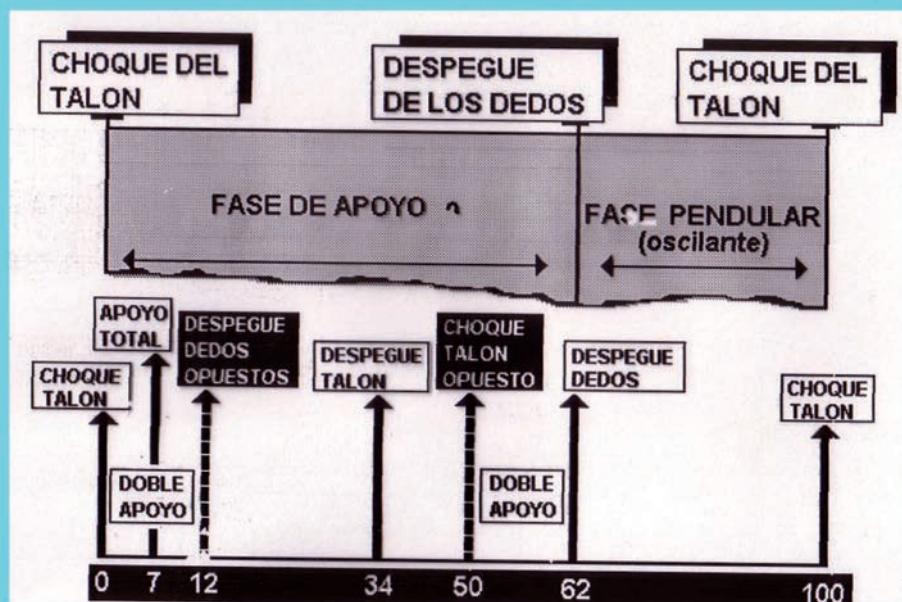 CHOQUE DEL
TALON
DESPEGUE
DE LOS DEDOS
CHOQUE DEL
TALON
FASE DE APOYO
FASE PENDULAR
(oscilante)
APOYO
TOTAL
DESPEGUE
DEDOS
OPUESTOS
CHOQUE
TALON
OPUESTO
DESPEGUE
TALON
DESPEGUE
DEDOS
CHOQUE
TALON
CHOQUE
TALON
DOBLE
APOYO
DOBLE
APOYO
0 7 12 34 50 62 100